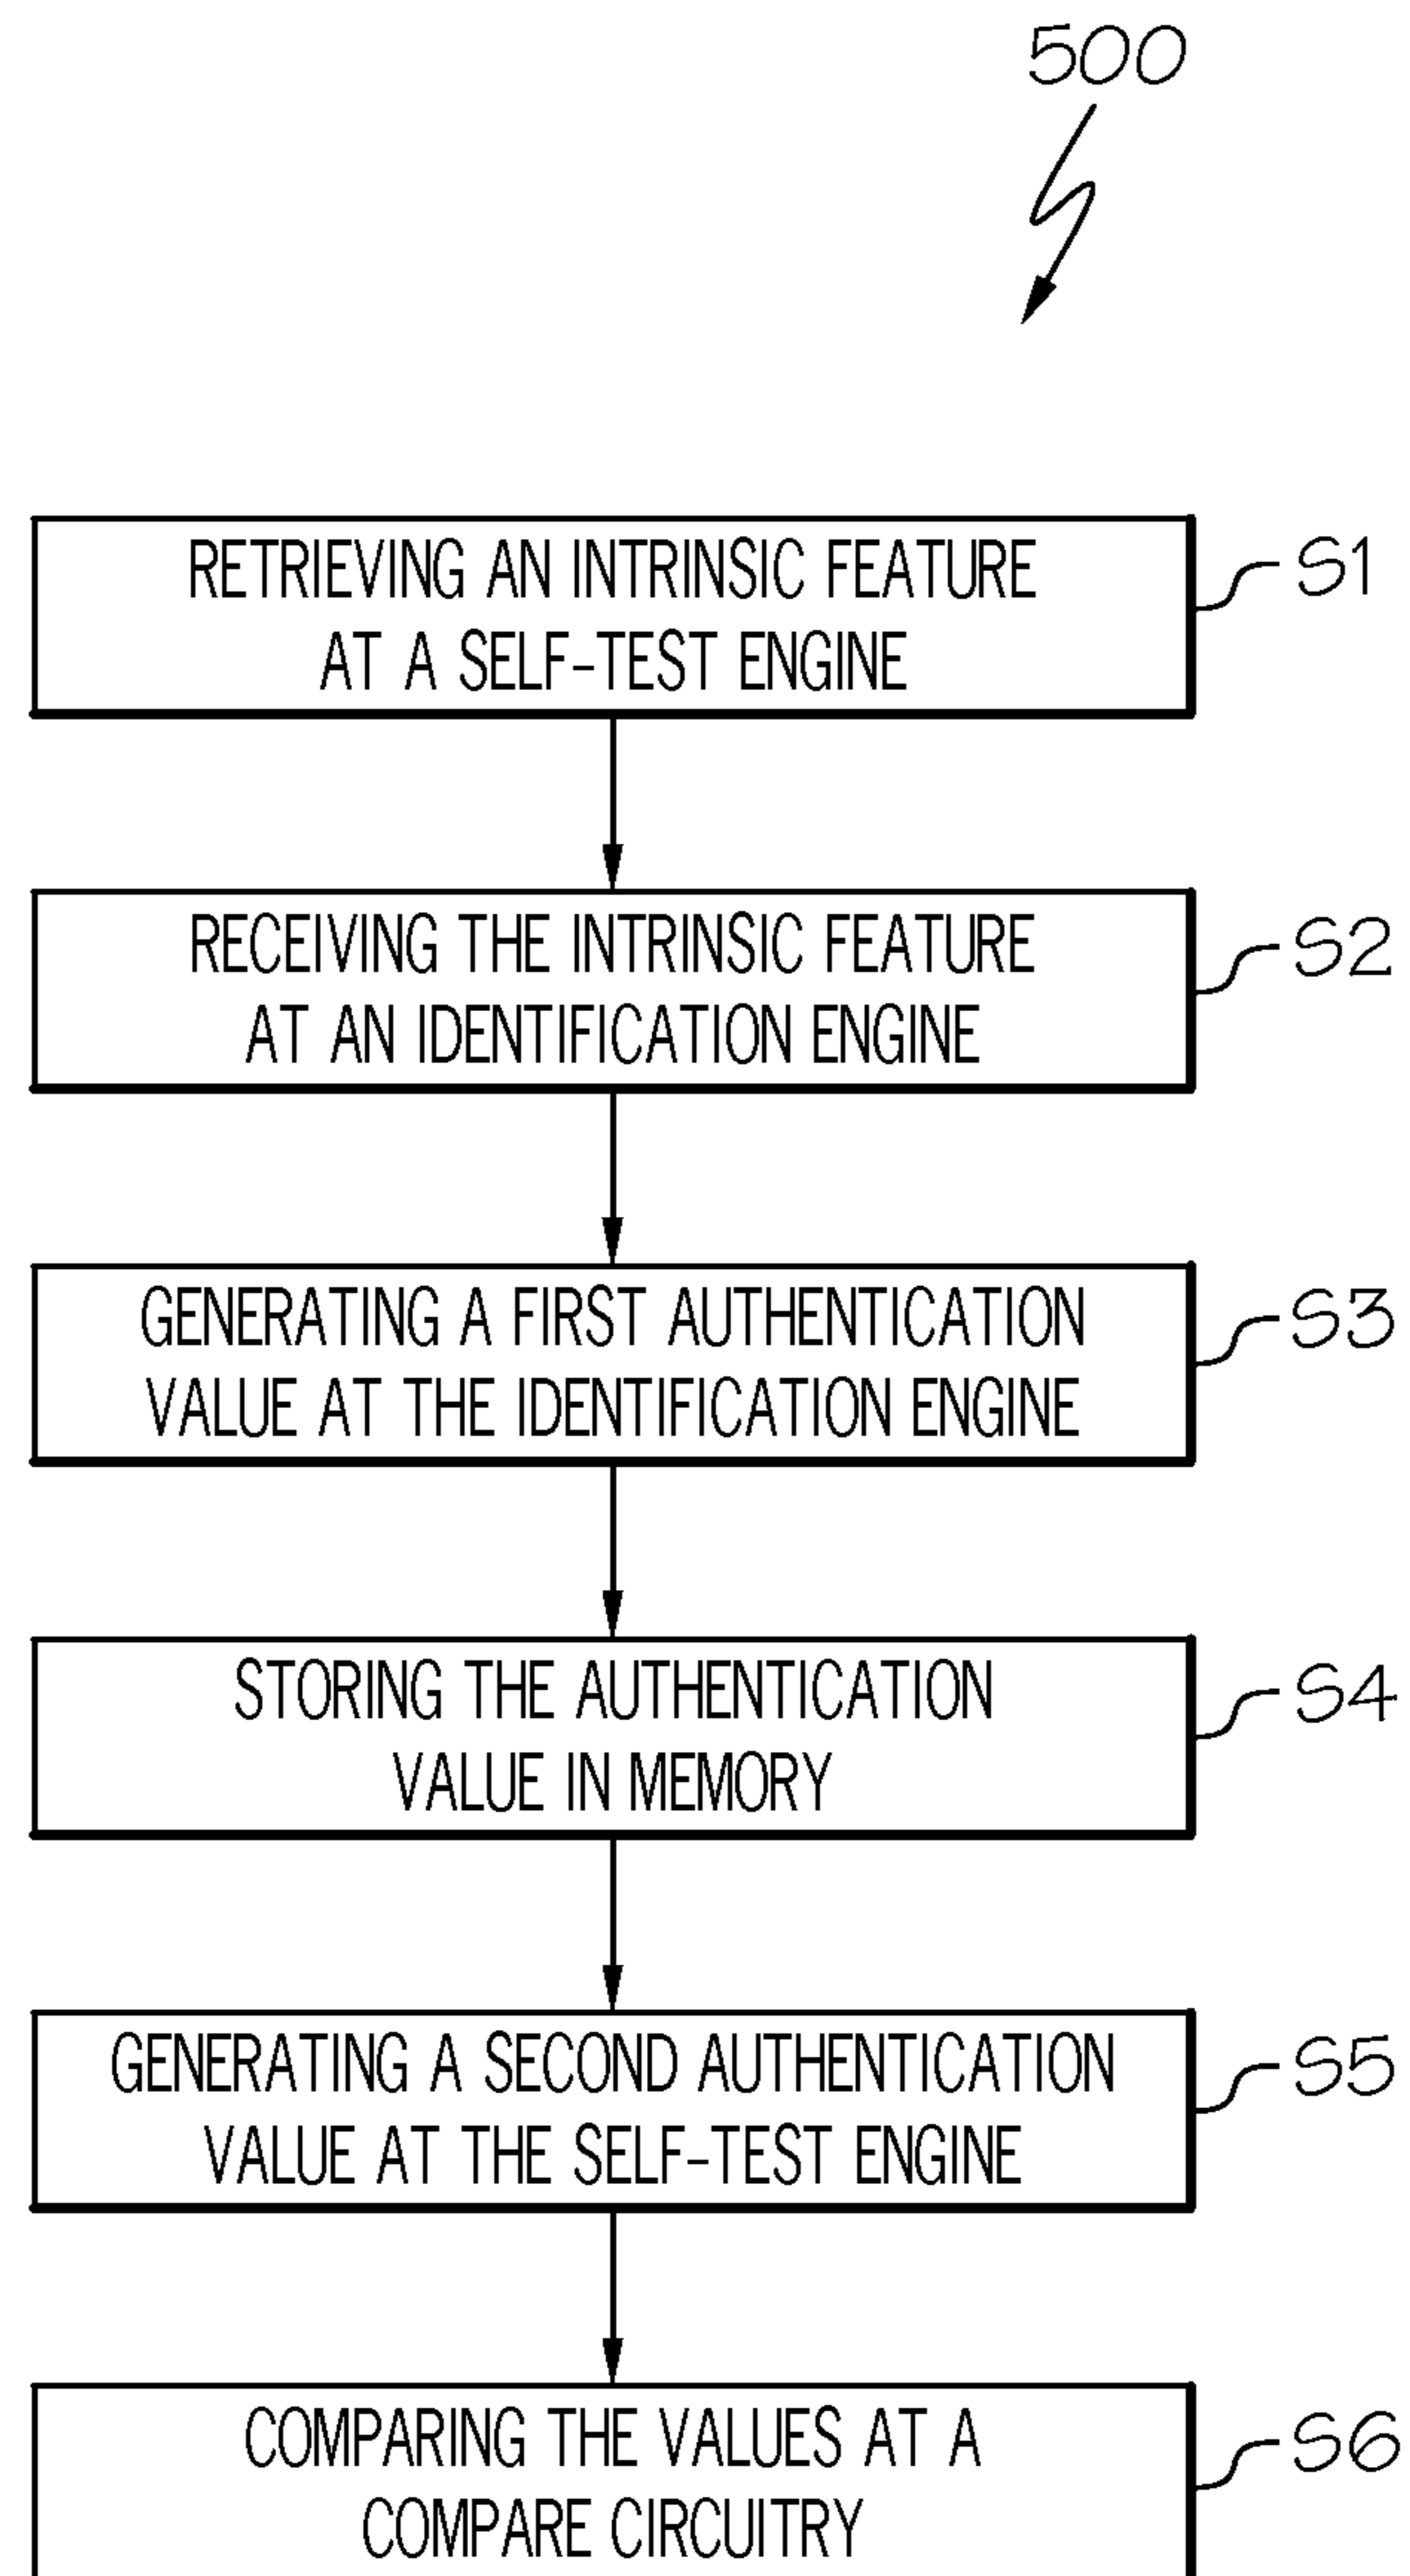 500
RETRIEVING AN INTRINSIC FEATURE
AT A SELF-TEST ENGINE
S1
RECEIVING THE INTRINSIC FEATURE
AT AN IDENTIFICATION ENGINE
S2
GENERATING A FIRST AUTHENTICATION
VALUE AT THE IDENTIFICATION ENGINE
S3
STORING THE AUTHENTICATION
VALUE IN MEMORY
S4
GENERATING A SECOND AUTHENTICATION
VALUE AT THE SELF-TEST ENGINE
S5
COMPARING THE VALUES AT A
COMPARE CIRCUITRY
S6